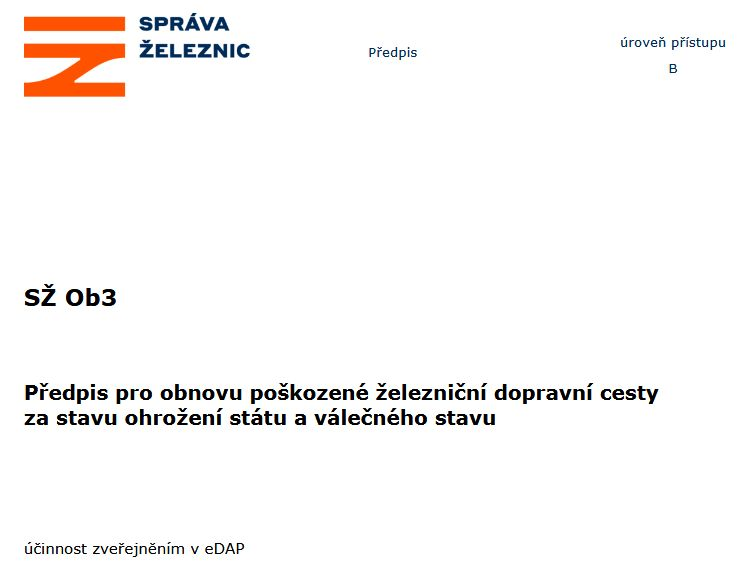 SPRÁVA
ŽELEZNIC
Předpis
úroveň přístupu
B
SŽ Ob3
Předpis pro obnovu poškozené železniční dopravní cesty
za stavu ohrožení státu a válečného stavu
účinnost zveřejněním v eDAP